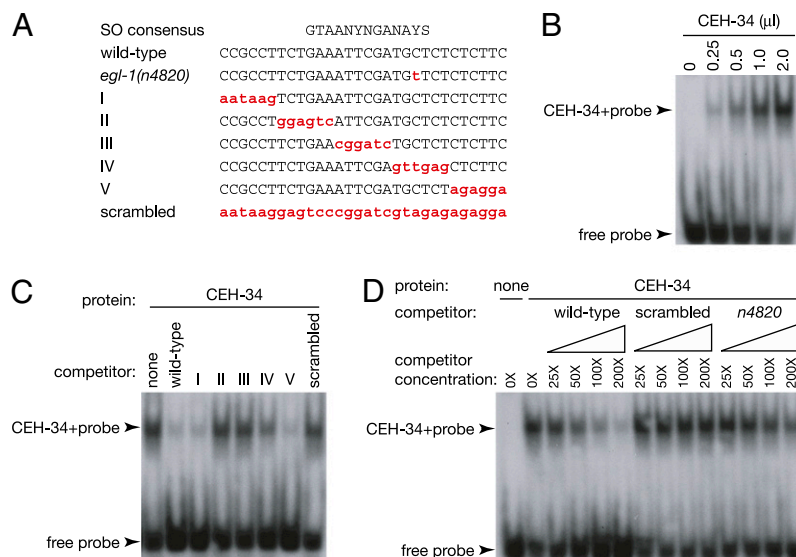 A
SO consensus GTAANYNGANAYS
wild-type CCGCCTTCTGAAATTCGATGCTCTCTCTTC
egl-1(n4820) CCGCCTTCTGAAATTCGATGtTCTCTCTTC
I aataagTCTGAAATTCGATGCTCTCTCTTC
II CCGCCTggagtcATTCGATGCTCTCTCTTC
III CCGCCTTCTGAAcggatcTGCTCTCTCTTC
IV CCGCCTTCTGAAATTCGAgttgagCTCTTC
V CCGCCTTCTGAAATTCGATGCTCTagagga
scrambled aataaggagtcccggatcgtagagagagga
B
CEH-34 (μl)
0 0.25 0.5 1.0 2.0
CEH-34+probe
free probe
C
protein: CEH-34
competitor: none wild-type I II III IV V scrambled
CEH-34+probe
free probe
D
protein: none CEH-34
competitor: wild-type scrambled n4820
competitor
concentration: 0X 0X 25X 50X 100X 200X 25X 50X 100X 200X 25X 50X 100X 200X
CEH-34+probe
free probe